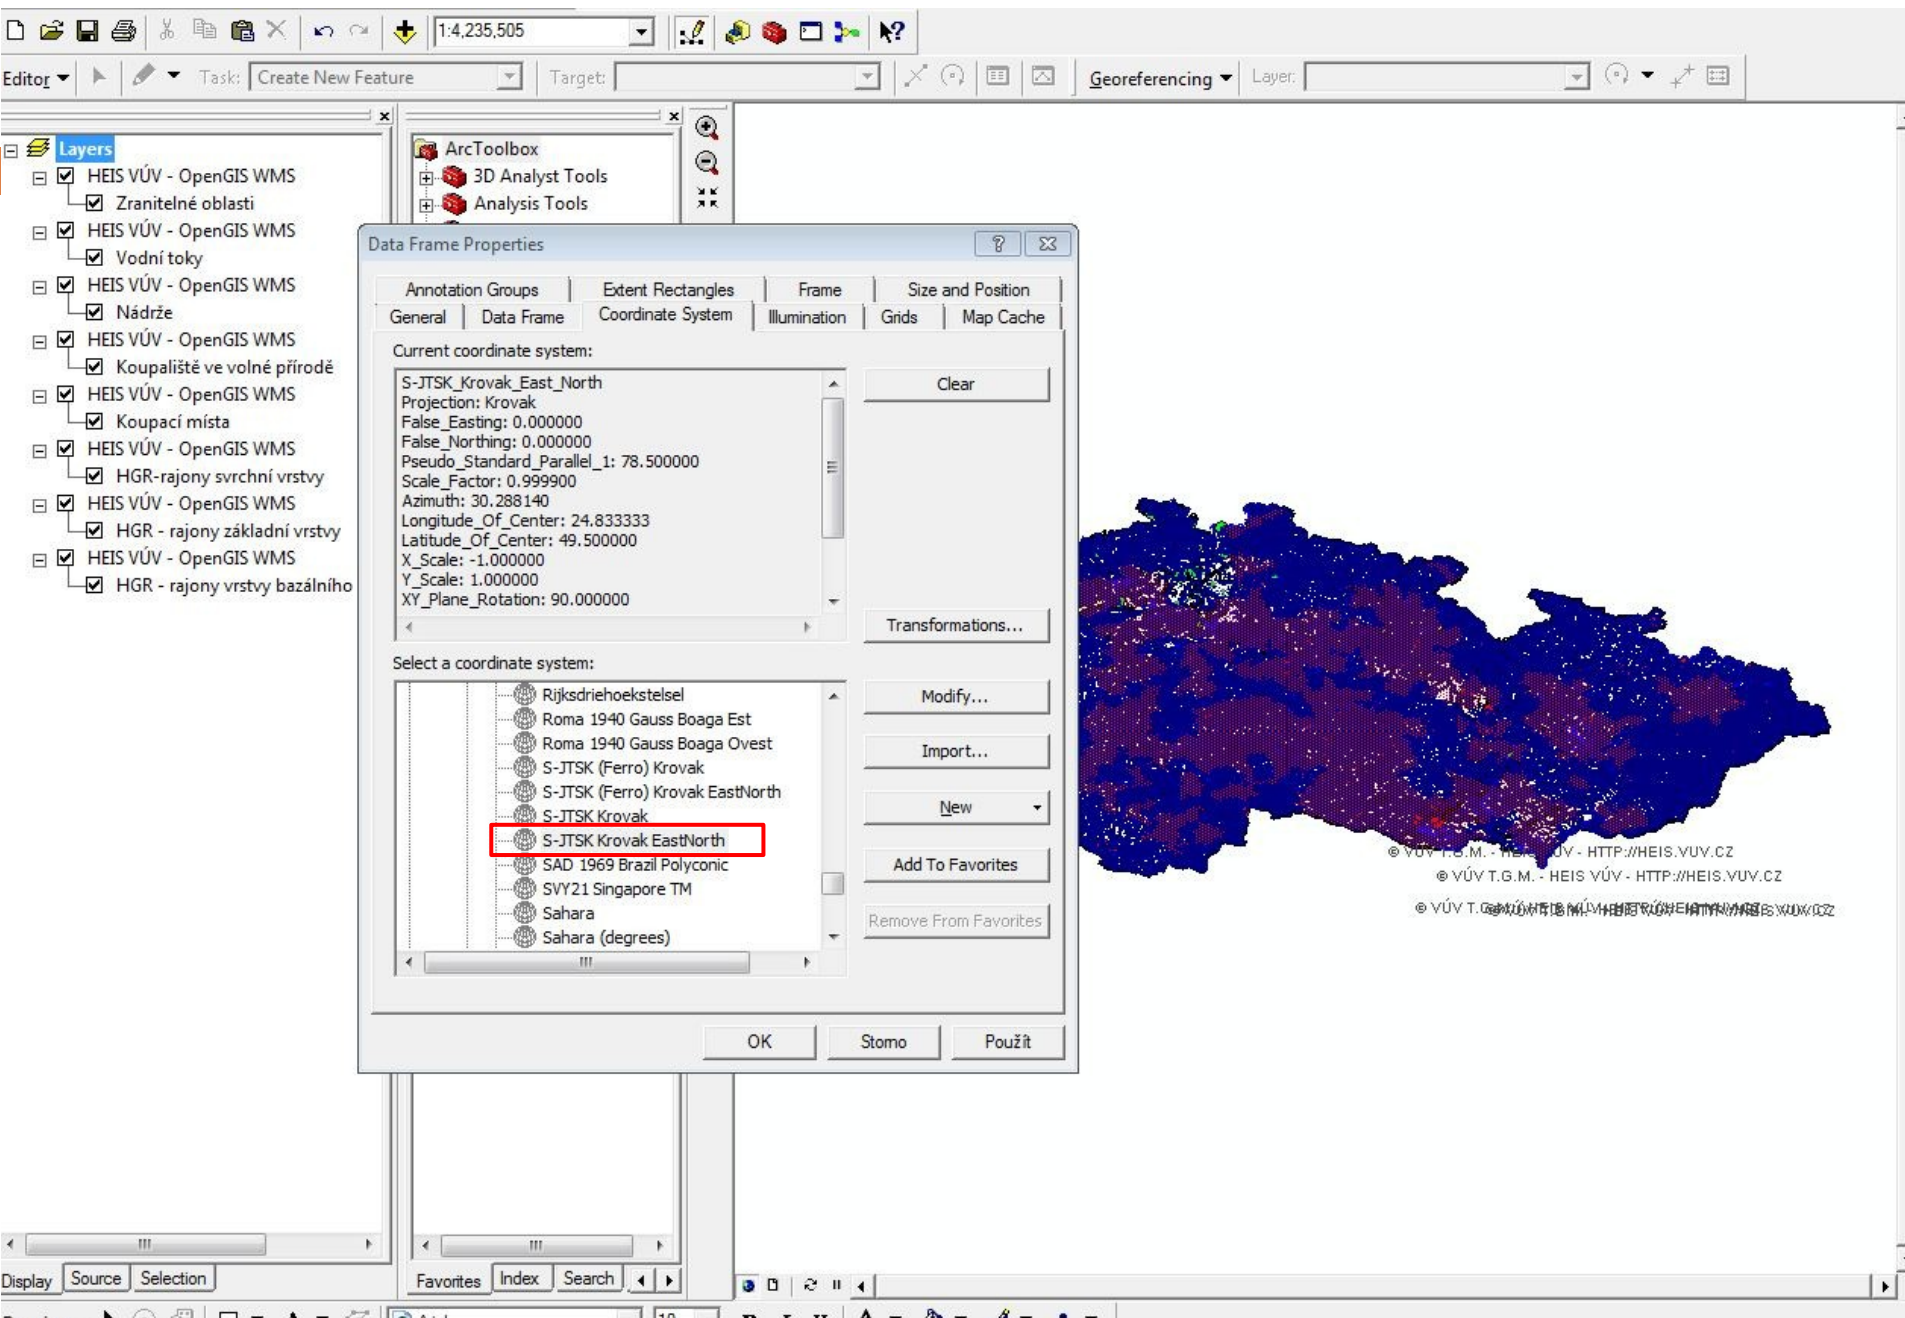 1:4,235,505
Editor Task: Create New Feature Target: Georeferencing Layer:
Layers
HEIS VÚV - OpenGIS WMS
Zranitelné oblasti
HEIS VÚV - OpenGIS WMS
Vodní toky
HEIS VÚV - OpenGIS WMS
Nádrže
HEIS VÚV - OpenGIS WMS
Koupaliště ve volné přírodě
HEIS VÚV - OpenGIS WMS
Koupací místa
HEIS VÚV - OpenGIS WMS
HGR-rajony svrchní vrstvy
HEIS VÚV - OpenGIS WMS
HGR - rajony základní vrstvy
HEIS VÚV - OpenGIS WMS
HGR - rajony vrstvy bazálního
Display Source Selection
ArcToolbox
3D Analyst Tools
Analysis Tools
Favorites Index Search
Data Frame Properties
Annotation Groups Extent Rectangles Frame Size and Position
General Data Frame Coordinate System Illumination Grids Map Cache
Current coordinate system:
S-JTSK_Krovak_East_North
Projection: Krovak
False_Easting: 0.000000
False_Northing: 0.000000
Pseudo_Standard_Parallel_1: 78.500000
Scale_Factor: 0.999900
Azimuth: 30.288140
Longitude_Of_Center: 24.833333
Latitude_Of_Center: 49.500000
X_Scale: -1.000000
Y_Scale: 1.000000
XY_Plane_Rotation: 90.000000
Clear
Transformations...
Select a coordinate system:
Rijksdriehoekstelsel
Roma 1940 Gauss Boaga Est
Roma 1940 Gauss Boaga Ovest
S-JTSK (Ferro) Krovak
S-JTSK (Ferro) Krovak EastNorth
S-JTSK Krovak
S-JTSK Krovak EastNorth
SAD 1969 Brazil Polyconic
SVY21 Singapore TM
Sahara
Sahara (degrees)
Modify...
Import...
New
Add To Favorites
Remove From Favorites
OK Storno Použít
© VÚV T.G.M. - HEIS VÚV - HTTP://HEIS.VUV.CZ
© VÚV T.G.M. - HEIS VÚV - HTTP://HEIS.VUV.CZ
© VÚV